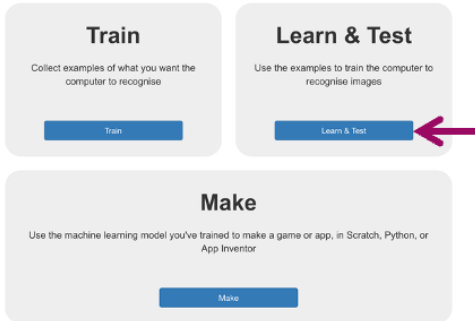 Train
Collect examples of what you want the
computer to recognise
Train
Learn & Test
Use the examples to train the computer to
recognise images
Learn & Test
Make
Use the machine learning model you've trained to make a game or app, in Scratch, Python, or
App Inventor
Make